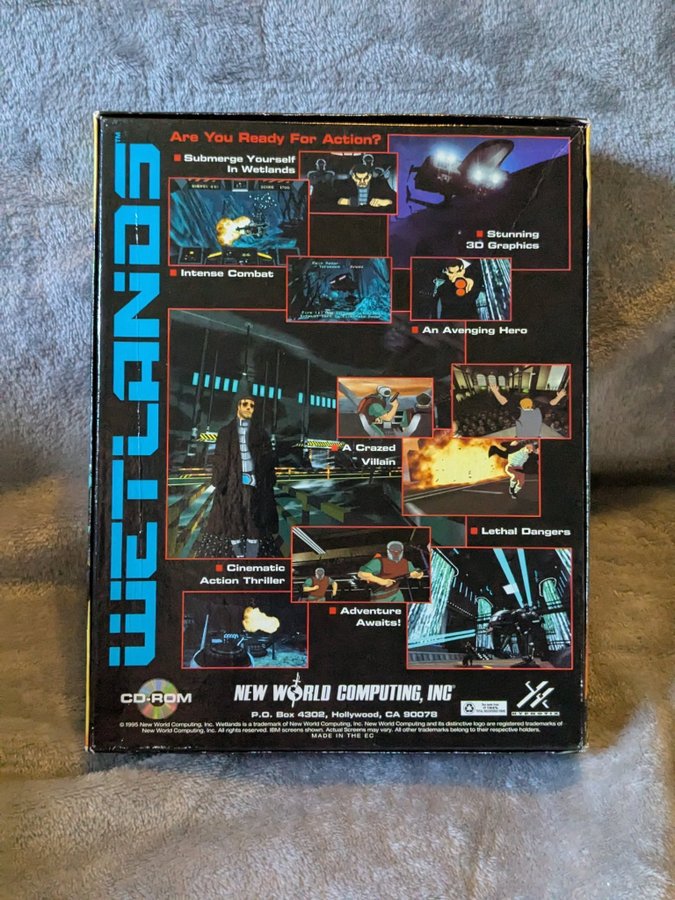 WETLANDS™
Are You Ready For Action?
Submerge Yourself
In Wetlands
Stunning
3D Graphics
Intense Combat
An Avenging Hero
A Crazed
Villain
Lethal Dangers
Cinematic
Action Thriller
Adventure
Awaits!
CD-ROM
NEW WORLD COMPUTING, INC
P.O. Box 4302, Hollywood, CA 90078
HYPNOTIX
© 1995 New World Computing, Inc. Wetlands is a trademark of New World Computing, Inc. New World Computing and its distinctive logo are registered trademarks of
New World Computing, Inc. All rights reserved. IBM screens shown. Actual Screens may vary. All other trademarks belong to their respective holders.
MADE IN THE EC